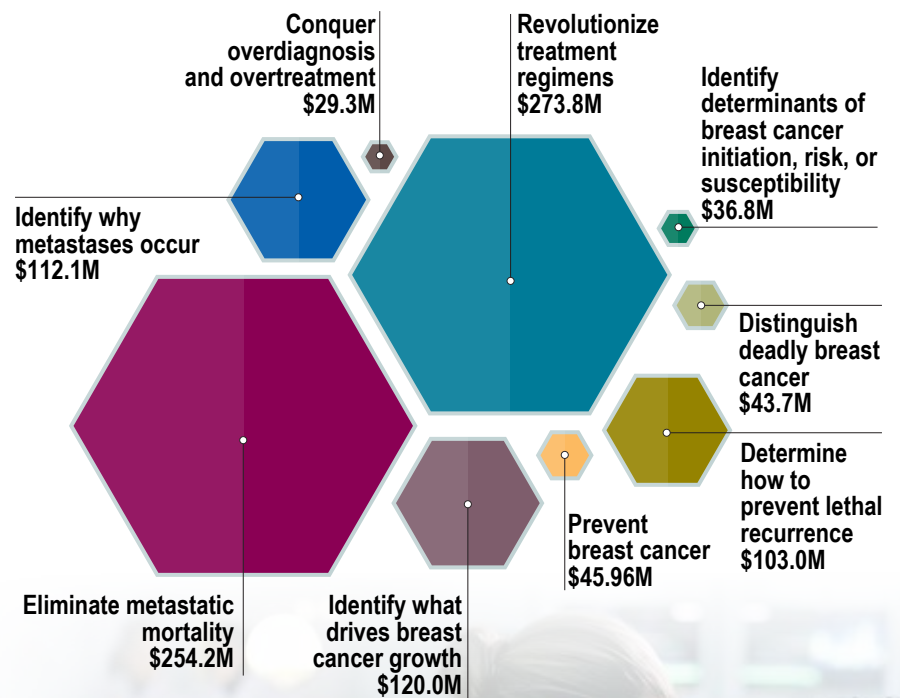 Conquer
overdiagnosis
and overtreatment
$29.3M
Revolutionize
treatment
regimens
$273.8M
Identify
determinants of
breast cancer
initiation, risk, or
susceptibility
$36.8M
Identify why
metastases occur
$112.1M
Distinguish
deadly breast
cancer
$43.7M
Determine
how to
prevent lethal
recurrence
$103.0M
Prevent
breast cancer
$45.96M
Eliminate metastatic
mortality
$254.2M
Identify what
drives breast
cancer growth
$120.0M